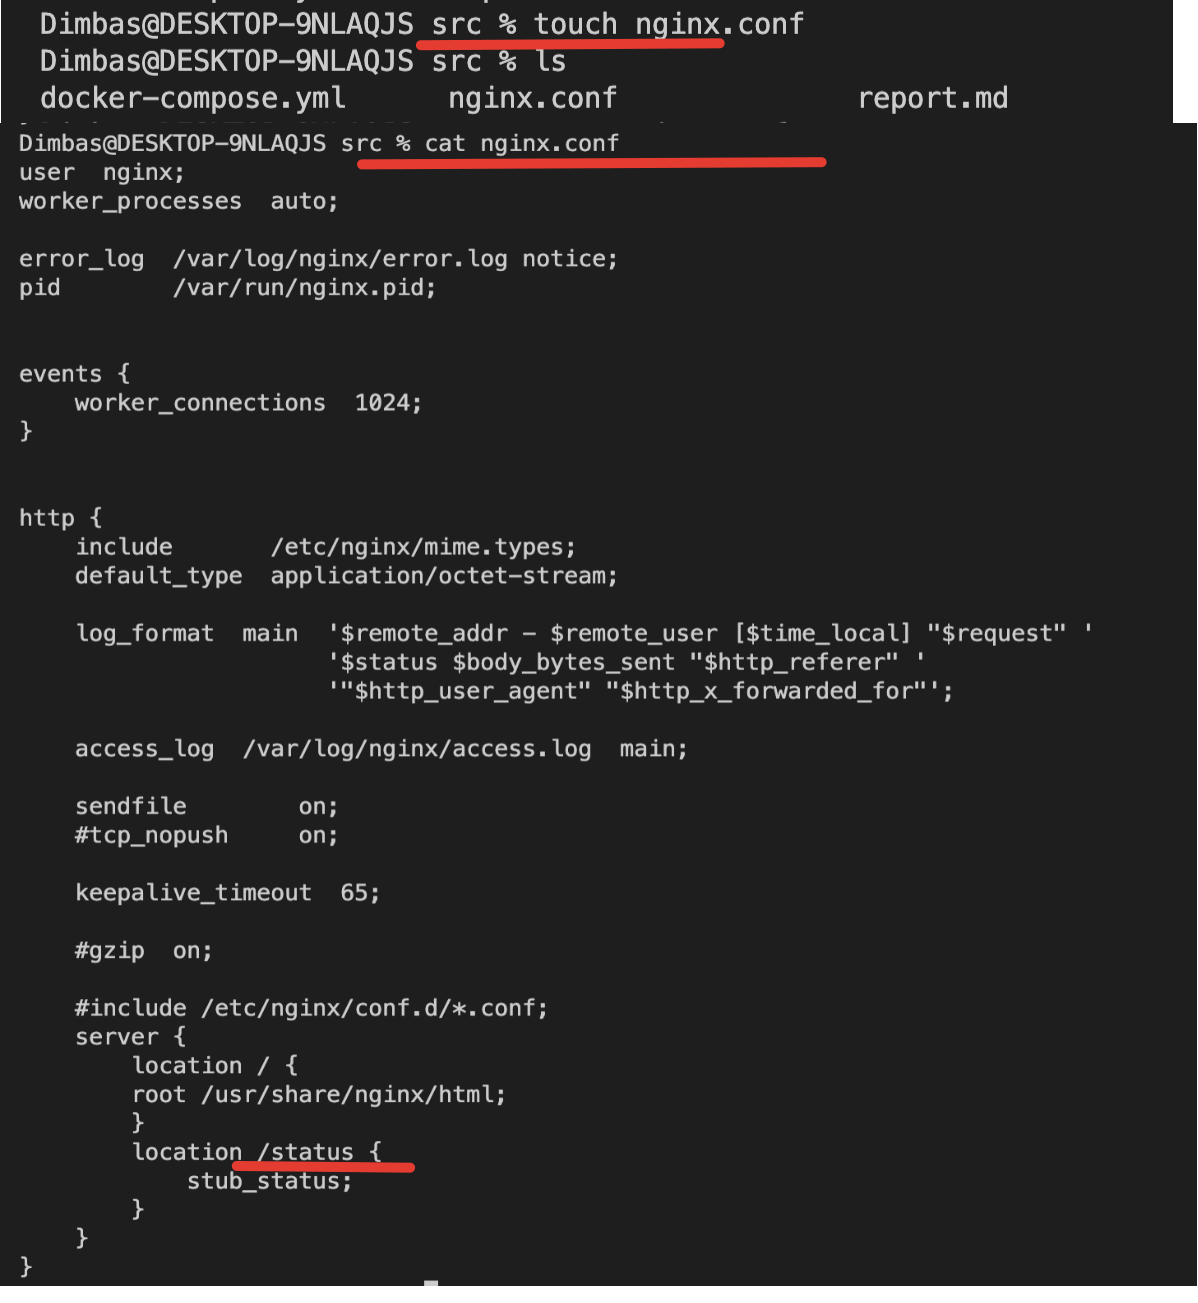 Dimbas@DESKTOP-9NLAQJS src % touch nginx.conf
Dimbas@DESKTOP-9NLAQJS src % ls
docker-compose.yml nginx.conf report.md
Dimbas@DESKTOP-9NLAQJS src % cat nginx.conf
user  nginx;
worker_processes  auto;

error_log  /var/log/nginx/error.log notice;
pid        /var/run/nginx.pid;


events {
    worker_connections  1024;
}


http {
    include       /etc/nginx/mime.types;
    default_type  application/octet-stream;

    log_format  main  '$remote_addr - $remote_user [$time_local] "$request" '
                      '$status $body_bytes_sent "$http_referer" '
                      '"$http_user_agent" "$http_x_forwarded_for"';

    access_log  /var/log/nginx/access.log  main;

    sendfile        on;
    #tcp_nopush     on;

    keepalive_timeout  65;

    #gzip  on;

    #include /etc/nginx/conf.d/*.conf;
    server {
        location / {
        root /usr/share/nginx/html;
        }
        location /status {
            stub_status;
        }
    }
}